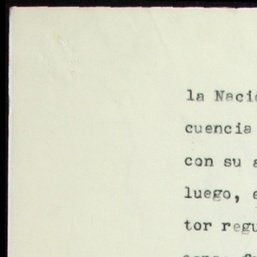 la Naci
cuencia
con su a
luego, e
tor regu